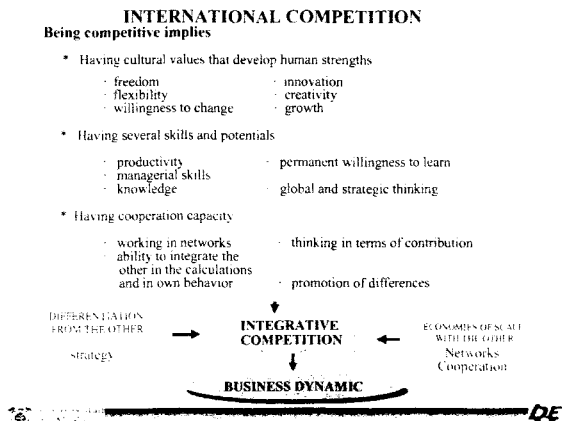 INTERNATIONAL COMPETITION
Being competitive implies
* Having cultural values that develop human strengths
· freedom · innovation
· flexibility · creativity
· willingness to change · growth
* Having several skills and potentials
· productivity · permanent willingness to learn
· managerial skills
· knowledge · global and strategic thinking
* Having cooperation capacity
· working in networks · thinking in terms of contribution
· ability to integrate the
other in the calculations
and in own behavior · promotion of differences
DIFFERENTIATION
FROM THE OTHER
strategy
INTEGRATIVE
COMPETITION
ECONOMIES OF SCALE
WITH THE OTHER
Networks
Cooperation
BUSINESS DYNAMIC
DE